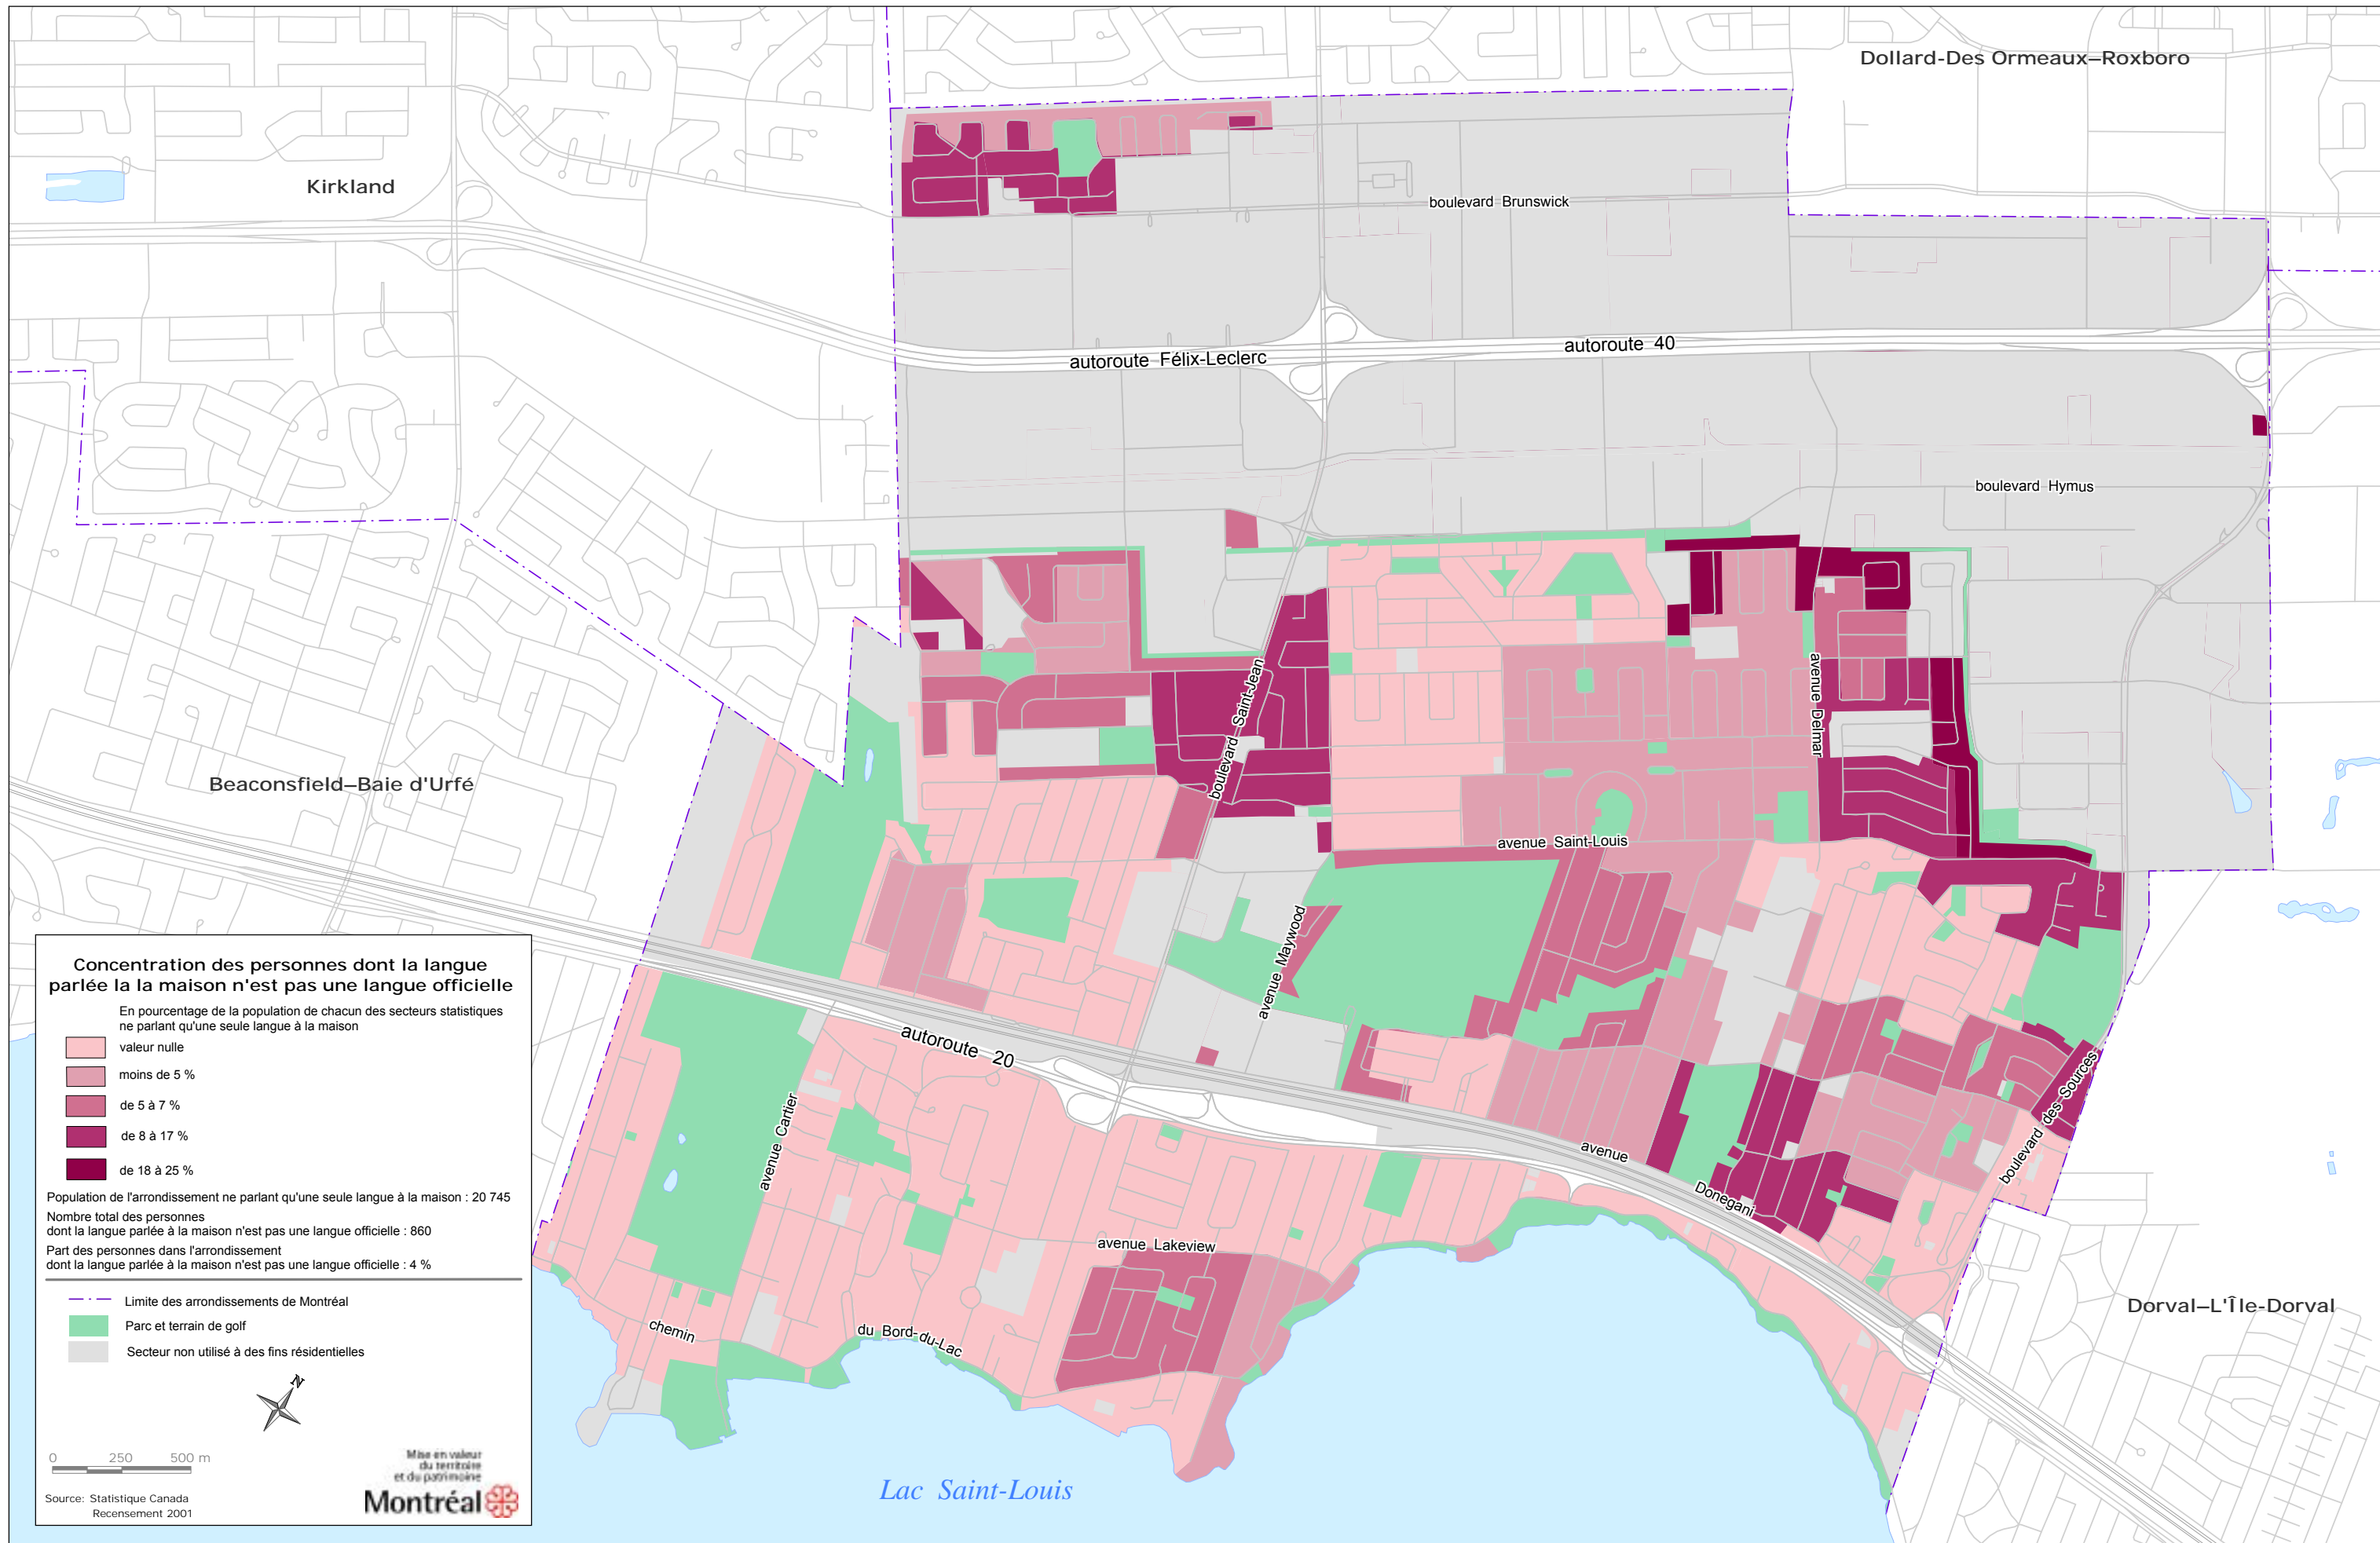 Dollard-Des Ormeaux–Roxboro
Kirkland
boulevard Brunswick
autoroute Félix-Leclerc
autoroute 40
boulevard Hymus
boulevard Saint-Jean
avenue Delmar
Beaconsfield–Baie d'Urfé
avenue Saint-Louis
avenue Maywood
autoroute 20
avenue Cartier
boulevard des Sources
avenue
Donegani
avenue Lakeview
chemin
du Bord-du-Lac
Dorval–L'Île-Dorval
Lac Saint-Louis
Concentration des personnes dont la langue
parlée la la maison n'est pas une langue officielle
En pourcentage de la population de chacun des secteurs statistiques
ne parlant qu'une seule langue à la maison
valeur nulle
moins de 5 %
de 5 à 7 %
de 8 à 17 %
de 18 à 25 %
Population de l'arrondissement ne parlant qu'une seule langue à la maison : 20 745
Nombre total des personnes
dont la langue parlée à la maison n'est pas une langue officielle : 860
Part des personnes dans l'arrondissement
dont la langue parlée à la maison n'est pas une langue officielle : 4 %
Limite des arrondissements de Montréal
Parc et terrain de golf
Secteur non utilisé à des fins résidentielles
N
0 250 500 m
Mise en valeur
du territoire
et du patrimoine
Montréal
Source: Statistique Canada
Recensement 2001